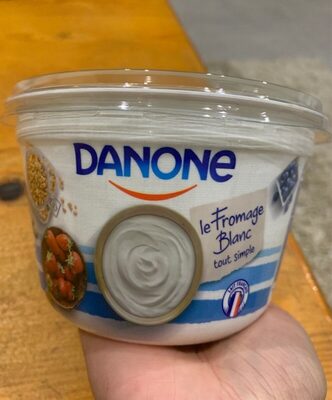 DANONE
le Fromage
Blanc
tout simple